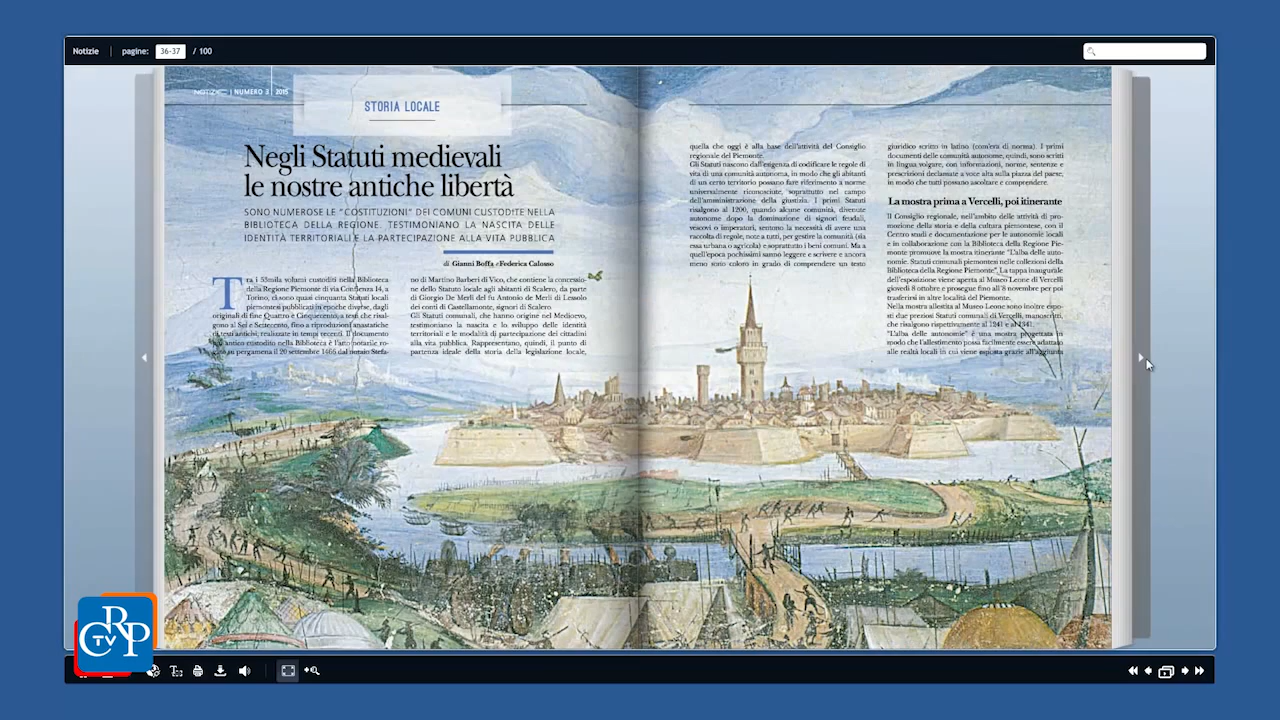 Notizie
pagine:
36-37
/ 100
NOTIZIE | NUMERO 3 | 2015
STORIA LOCALE
Negli Statuti medievali
le nostre antiche libertà
SONO NUMEROSE LE "COSTITUZIONI" DEI COMUNI CUSTODITE NELLA
BIBLIOTECA DELLA REGIONE. TESTIMONIANO LA NASCITA DELLE
IDENTITÀ TERRITORIALI E LA PARTECIPAZIONE ALLA VITA PUBBLICA
di Gianni Boffa e Federica Calosso
Tra i 55mila volumi custoditi nella Biblioteca
della Regione Piemonte di via Confienza 14, a
Torino, ci sono quasi cinquanta Statuti locali
piemontesi pubblicati in epoche diverse, dagli
originali di fine Quattro e Cinquecento, a testi che risal-
gono al Sei e Settecento, fino a riproduzioni anastatiche
di testi antichi, realizzate in tempi recenti. Il documento
più antico custodito nella Biblioteca è l'atto notarile ro-
gato su pergamena il 20 settembre 1466 dal notaio Stefa-
no di Martino Barberi di Vico, che contiene la concessio-
ne dello Statuto locale agli abitanti di Scalero, da parte
di Giorgio De Merli del fu Antonio de Merli di Lessolo
dei conti di Castellamonte, signori di Scalero.
Gli Statuti comunali, che hanno origine nel Medioevo,
testimoniano la nascita e lo sviluppo delle identità
territoriali e le modalità di partecipazione dei cittadini
alla vita pubblica. Rappresentano, quindi, il punto di
partenza ideale della storia della legislazione locale,
quella che oggi è alla base dell'attività del Consiglio
regionale del Piemonte.
Gli Statuti nascono dall'esigenza di codificare le regole di
vita di una comunità autonoma, in modo che gli abitanti
di un certo territorio possano fare riferimento a norme
universalmente riconosciute, soprattutto nel campo
dell'amministrazione della giustizia. I primi Statuti
risalgono al 1200, quando alcune comunità, divenute
autonome dopo la dominazione di signori feudali,
vescovi o imperatori, sentono la necessità di avere una
raccolta di regole, note a tutti, per gestire la comunità (sia
essa urbana o agricola) e soprattutto i beni comuni. Ma a
quell'epoca pochissimi sanno leggere e scrivere e ancora
meno sono coloro in grado di comprendere un testo
giuridico scritto in latino (com'era di norma). I primi
documenti delle comunità autonome, quindi, sono scritti
in lingua volgare, con informazioni, norme, sentenze e
prescrizioni declamate a voce alta sulla piazza del paese,
in modo che tutti possano ascoltare e comprendere.
La mostra prima a Vercelli, poi itinerante
Il Consiglio regionale, nell'ambito delle attività di pro-
mozione della storia e della cultura piemontese, con il
Centro studi e documentazione per le autonomie locali
e in collaborazione con la Biblioteca della Regione Pie-
monte promuove la mostra itinerante "L'alba delle auto-
nomie. Statuti comunali piemontesi nelle collezioni della
Biblioteca della Regione Piemonte". La tappa inaugurale
dell'esposizione viene aperta al Museo Leone di Vercelli
giovedì 8 ottobre e prosegue fino all'8 novembre per poi
trasferirsi in altre località del Piemonte.
Nella mostra allestita al Museo Leone sono inoltre espo-
sti due preziosi Statuti comunali di Vercelli, manoscritti,
che risalgono rispettivamente al 1241 e al 1341.
"L'alba delle autonomie" è una mostra progettata in
modo che l'allestimento possa facilmente essere adattato
alle realtà locali in cui viene esposta grazie all'aggiunta
CRP
TV